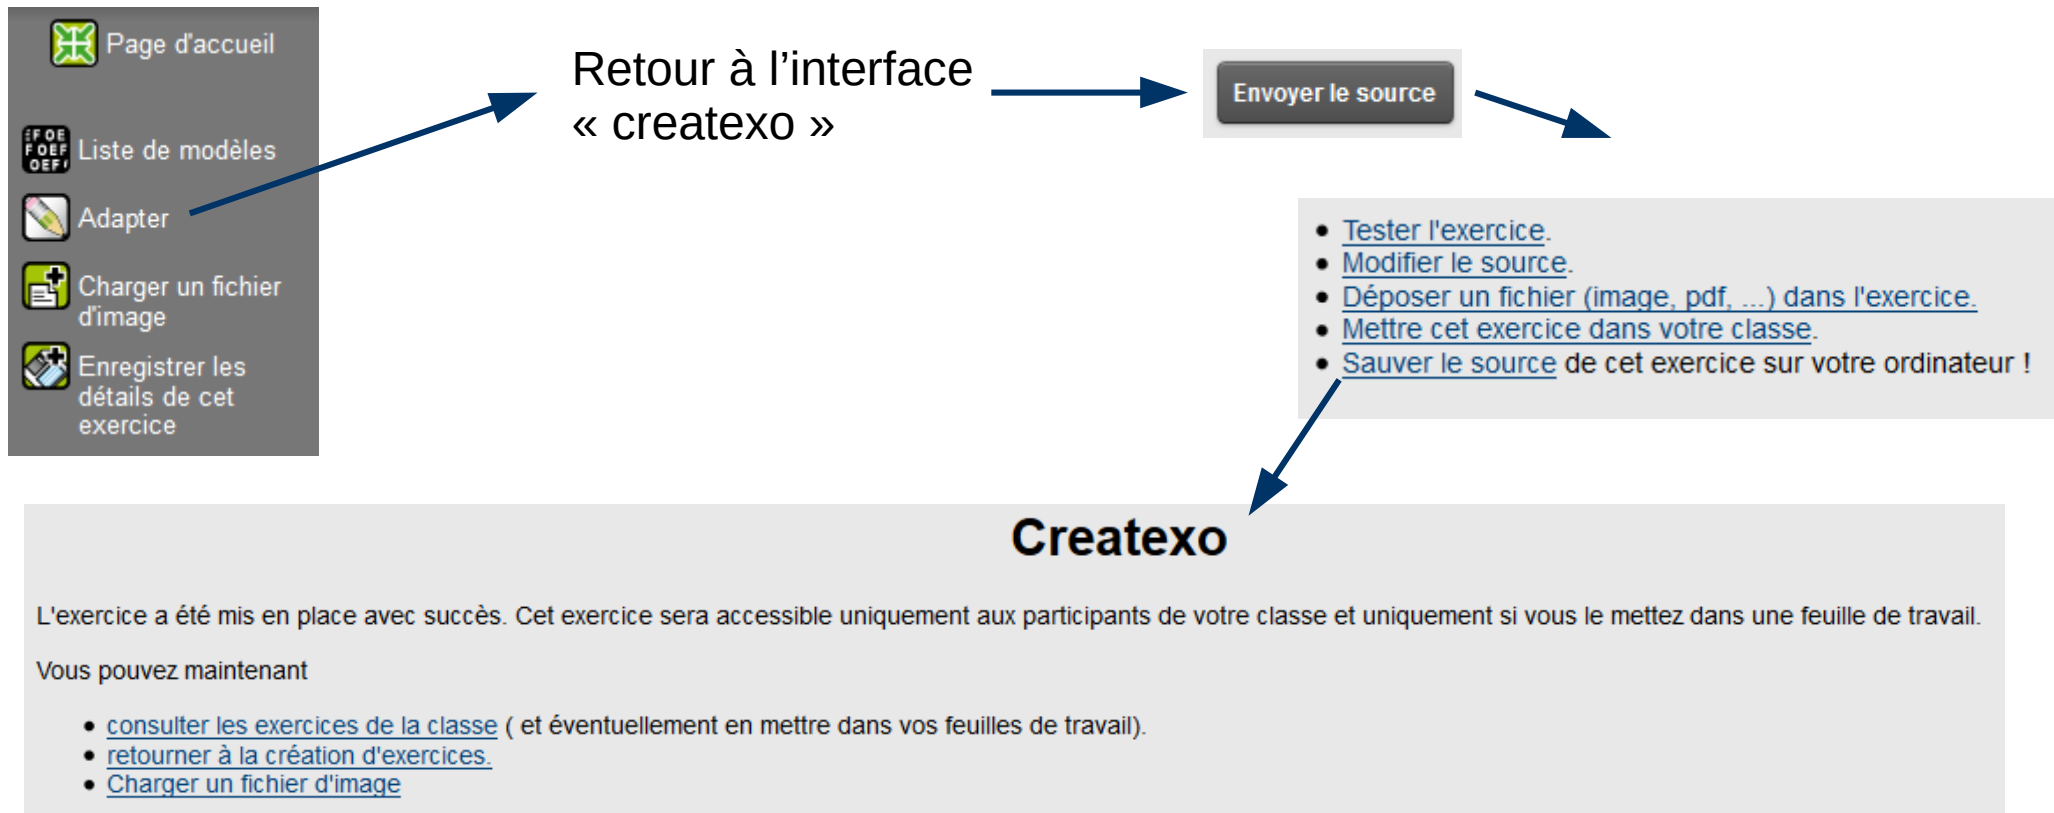 Page d'accueil
Liste de modèles
Adapter
Charger un fichier
d'image
Enregistrer les
détails de cet
exercice
Retour à l’interface
« createxo »
Envoyer le source
Tester l'exercice.
Modifier le source.
Déposer un fichier (image, pdf, ...) dans l'exercice.
Mettre cet exercice dans votre classe.
Sauver le source de cet exercice sur votre ordinateur !
Createxo
L'exercice a été mis en place avec succès. Cet exercice sera accessible uniquement aux participants de votre classe et uniquement si vous le mettez dans une feuille de travail.
Vous pouvez maintenant
consulter les exercices de la classe ( et éventuellement en mettre dans vos feuilles de travail).
retourner à la création d'exercices.
Charger un fichier d'image